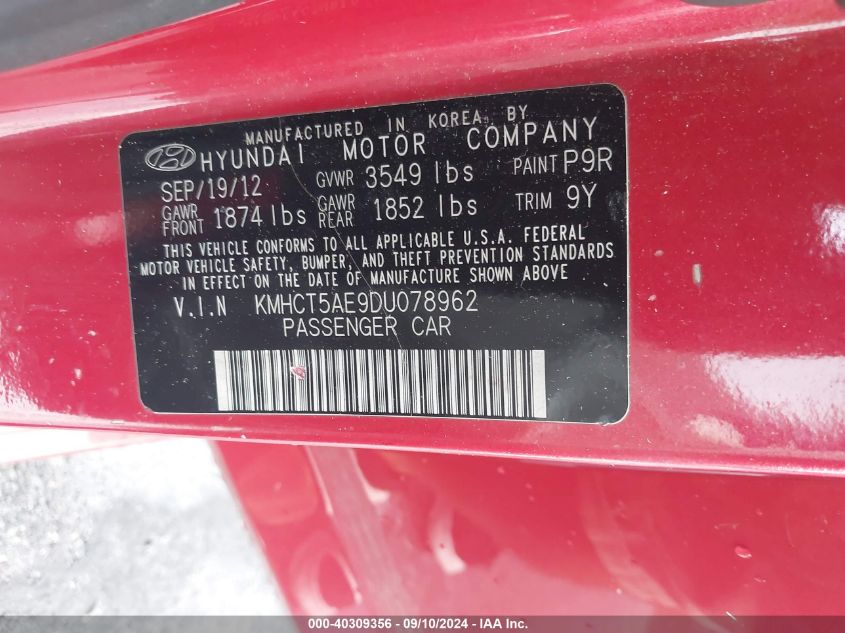 MANUFACTURED IN KOREA BY
HYUNDAI MOTOR COMPANY
SEP/19/12 GVWR 3549 lbs PAINT P9R
GAWR FRONT 1874 lbs GAWR REAR 1852 lbs TRIM 9Y
THIS VEHICLE CONFORMS TO ALL APPLICABLE U.S.A. FEDERAL
MOTOR VEHICLE SAFETY, BUMPER, AND THEFT PREVENTION STANDARDS
IN EFFECT ON THE DATE OF MANUFACTURE SHOWN ABOVE
V.I.N KMHCT5AE9DU078962
PASSENGER CAR
000-40309356 - 09/10/2024 - IAA Inc.